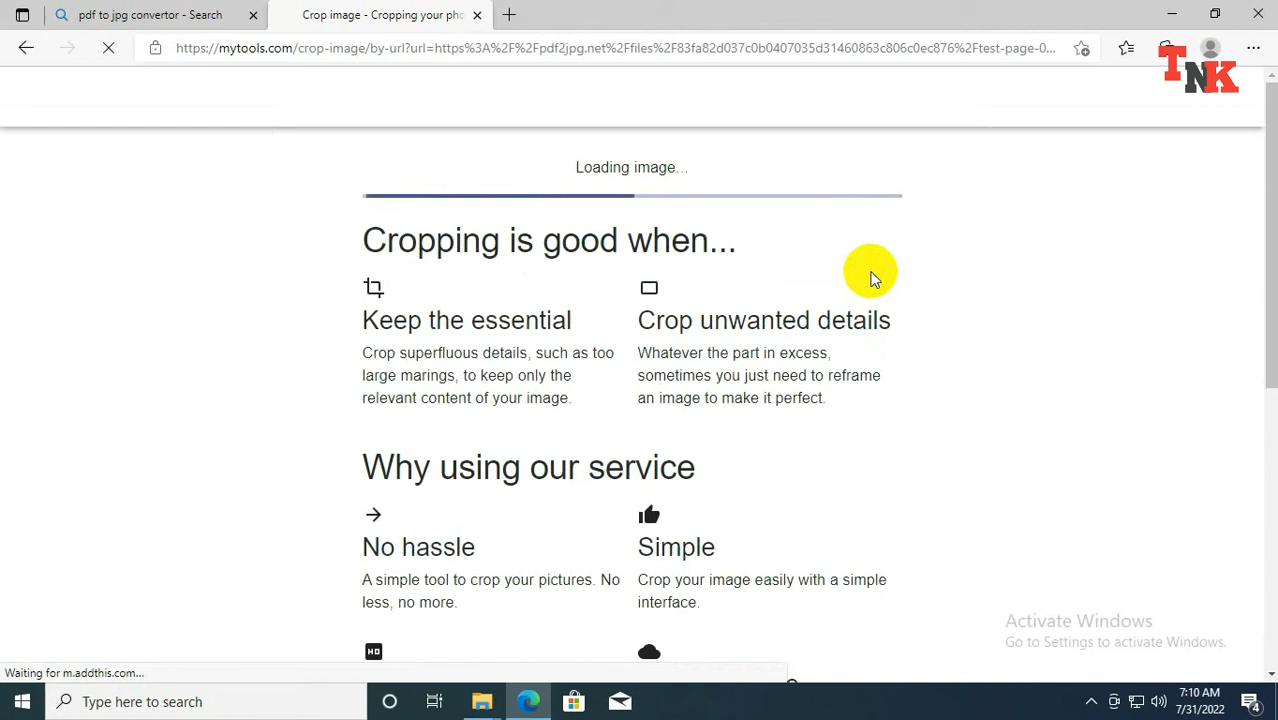 pdf to jpg convertor - Search
Crop image - Cropping your pho
https://mytools.com/crop-image/by-url?url=https%3A%2F%2Fpdf2jpg.net%2Ffiles%2F83fa82d037c0b0407035d31460863c806c0ec876%2Ftest-page-0...
TNK
Loading image...
Cropping is good when...
Keep the essential
Crop unwanted details
Crop superfluous details, such as too
large marings, to keep only the
relevant content of your image.
Whatever the part in excess,
sometimes you just need to reframe
an image to make it perfect.
Why using our service
No hassle
Simple
A simple tool to crop your pictures. No
less, no more.
Crop your image easily with a simple
interface.
HD
Activate Windows
Go to Settings to activate Windows.
Waiting for m.addthis.com...
Type here to search
7:10 AM
7/31/2022
4